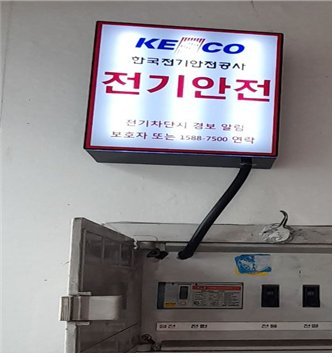 KESCO
한국전기안전공사
전기안전
전기차단시 경보 알림
보호자 또는 1588-7500 연락